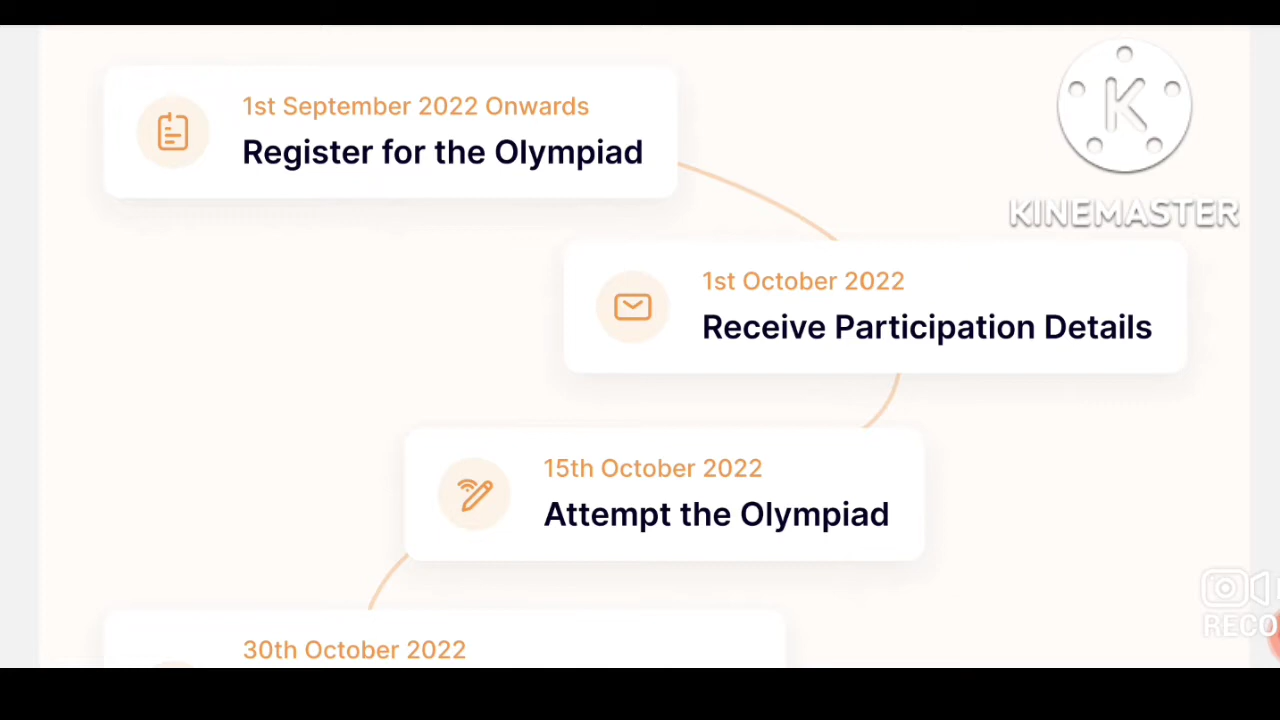 1st September 2022 Onwards
Register for the Olympiad
K
KINEMASTER
1st October 2022
Receive Participation Details
15th October 2022
Attempt the Olympiad
30th October 2022
RECO